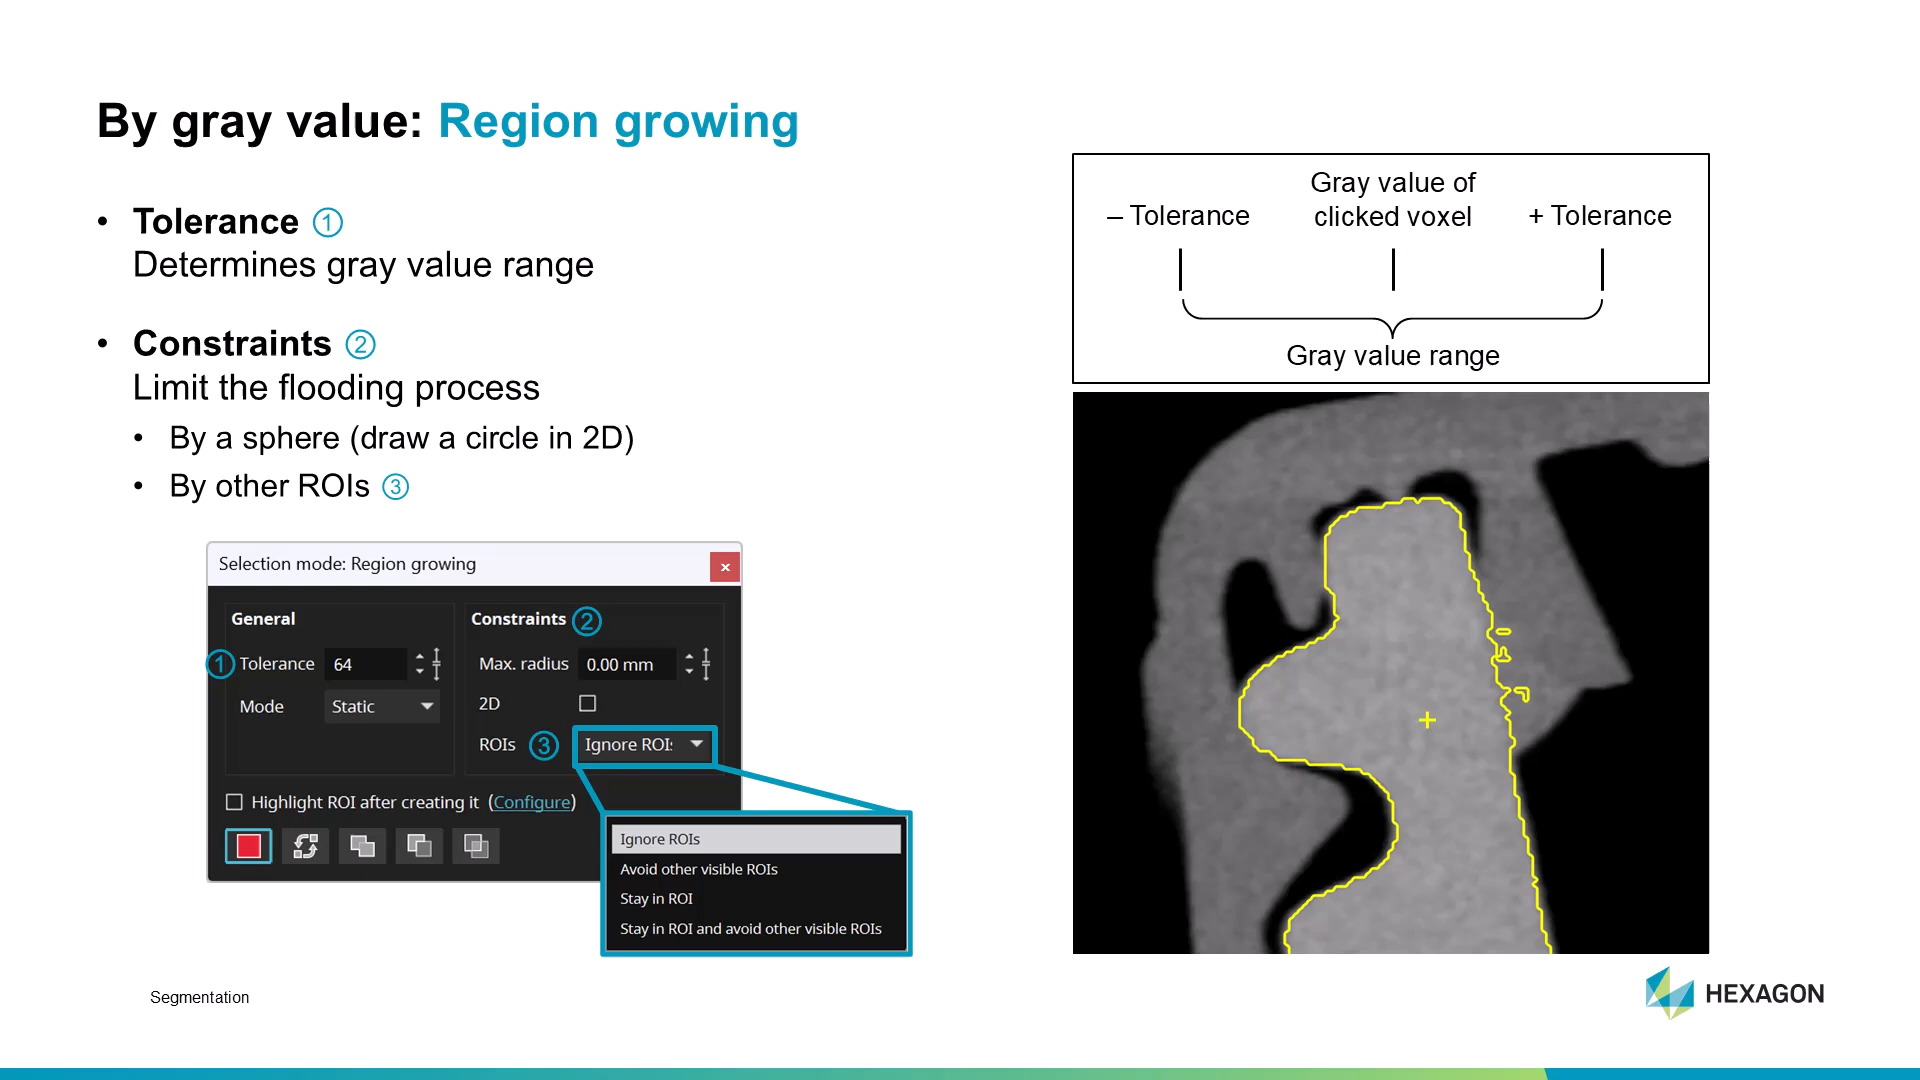 By gray value: Region growing
• Tolerance ①
Determines gray value range
• Constraints ②
Limit the flooding process
• By a sphere (draw a circle in 2D)
• By other ROIs ③
– Tolerance
Gray value of
clicked voxel
+ Tolerance
Gray value range
Selection mode: Region growing
General
① Tolerance 64
Mode Static
Constraints ②
Max. radius 0.00 mm
2D
ROIs ③ Ignore ROI
Highlight ROI after creating it (Configure)
Ignore ROIs
Avoid other visible ROIs
Stay in ROI
Stay in ROI and avoid other visible ROIs
Segmentation
HEXAGON